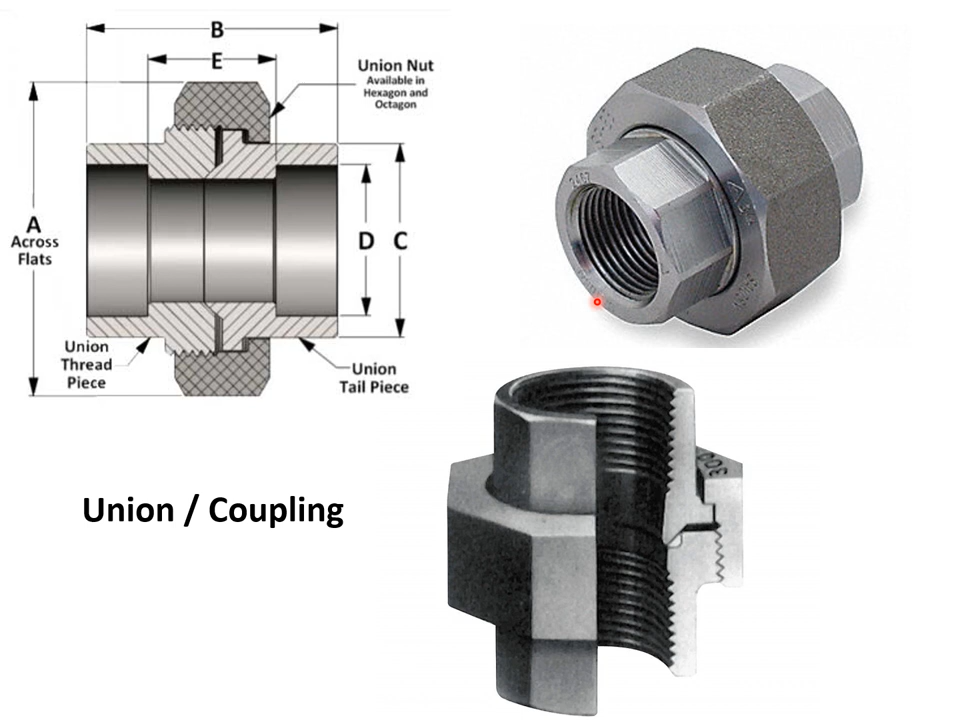 B
E
Union Nut
Available in
Hexagon and
Octagon
A
Across
Flats
D
C
Union
Thread
Piece
Union
Tail Piece
Union / Coupling